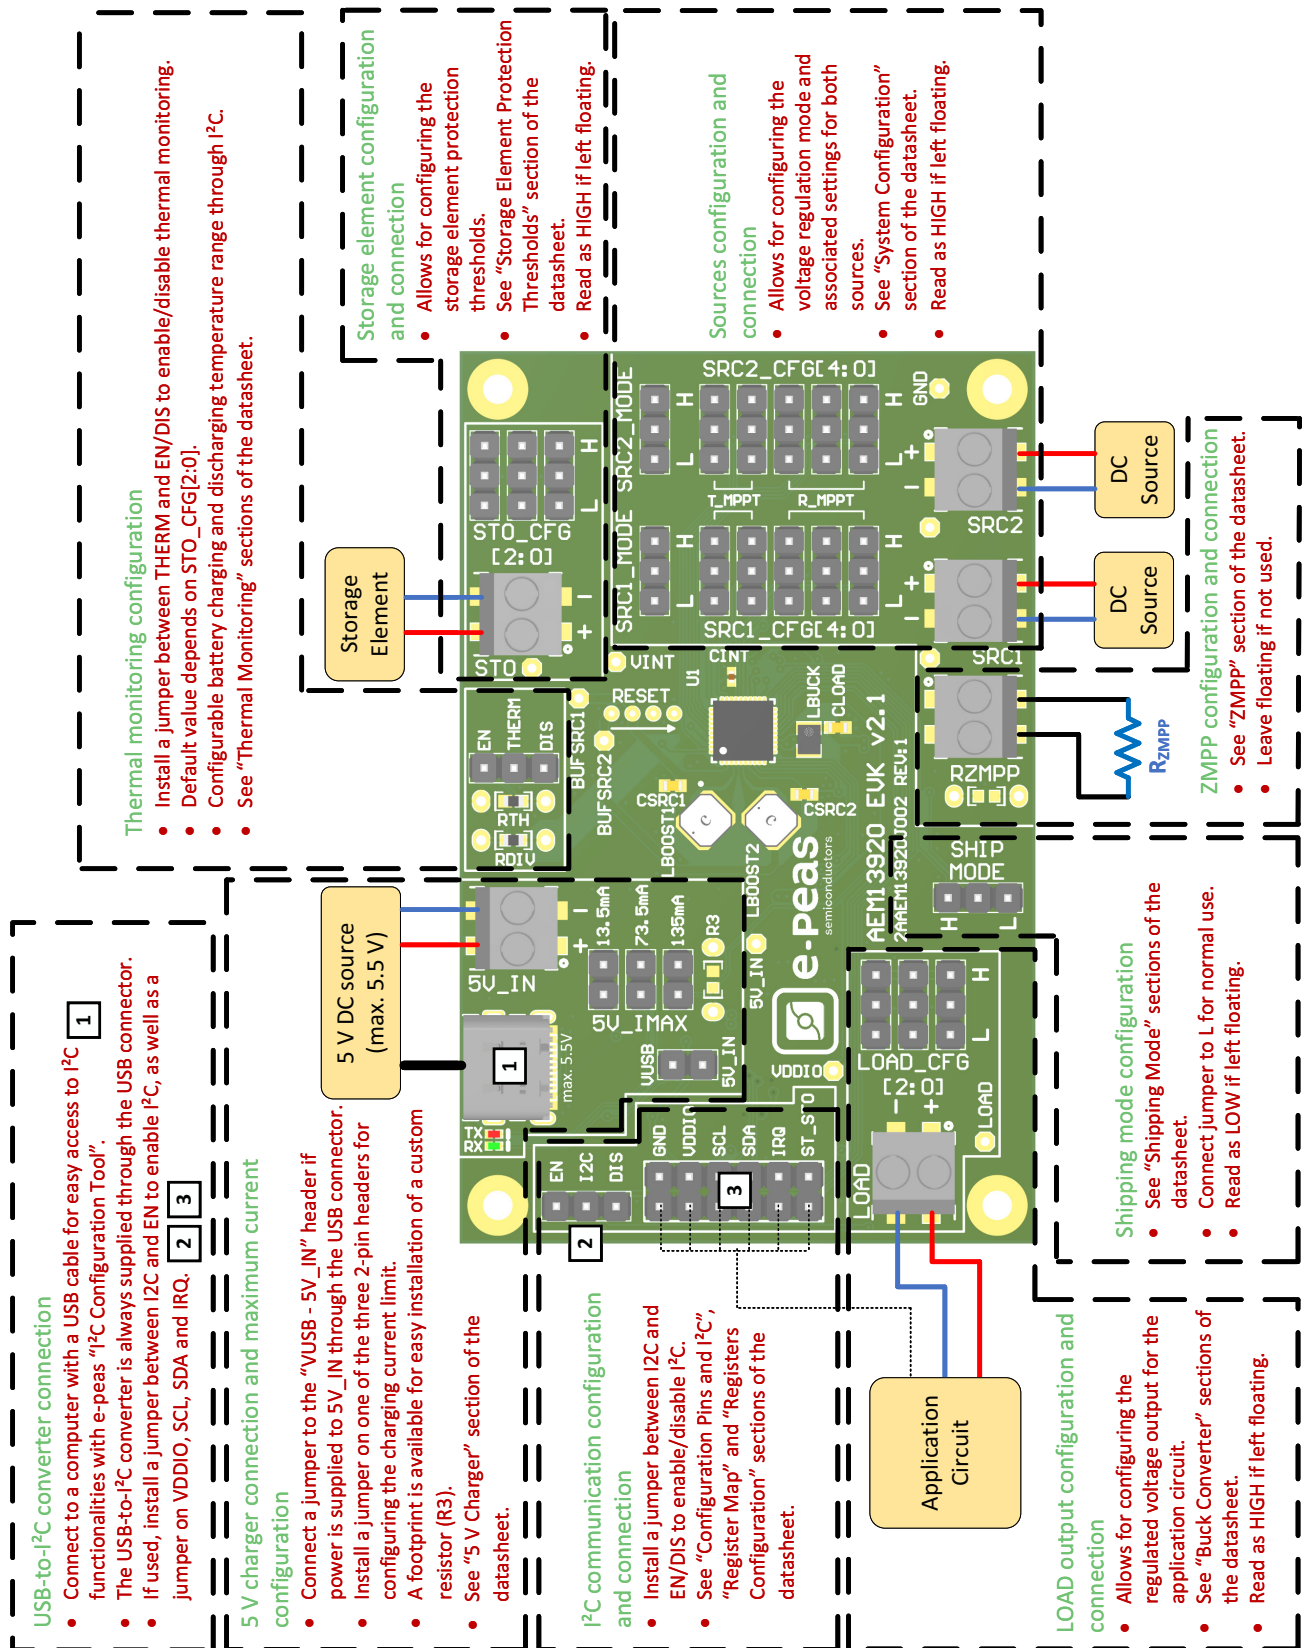 USB-to-I²C converter connection
• Connect to a computer with a USB cable for easy access to I²C
functionalities with e-peas “I²C Configuration Tool”.
1
• The USB-to-I²C converter is always supplied through the USB connector.
• If used, install a jumper between I2C and EN to enable I²C, as well as a
jumper on VDDIO, SCL, SDA and IRQ.
2
3
5 V charger connection and maximum current
configuration
• Connect a jumper to the “VUSB - 5V_IN” header if
power is supplied to 5V_IN through the USB connector.
• Install a jumper on one of the three 2-pin headers for
configuring the charging current limit.
• A footprint is available for easy installation of a custom
resistor (R3).
• See “5 V Charger” section of the
datasheet.
5 V DC source
(max. 5.5 V)
I²C communication configuration
and connection
• Install a jumper between I2C and
EN/DIS to enable/disable I²C.
• See “Configuration Pins and I²C”,
“Register Map” and “Registers
Configuration” sections of the
datasheet.
LOAD output configuration and
connection
• Allows for configuring the
regulated voltage output for the
application circuit.
• See “Buck Converter” sections of
the datasheet.
• Read as HIGH if left floating.
Application
Circuit
Thermal monitoring configuration
• Install a jumper between THERM and EN/DIS to enable/disable thermal monitoring.
• Default value depends on STO_CFG[2:0].
• Configurable battery charging and discharging temperature range through I²C.
• See “Thermal Monitoring” sections of the datasheet.
Storage
Element
Storage element configuration
and connection
• Allows for configuring the
storage element protection
thresholds.
• See “Storage Element Protection
Thresholds” section of the
datasheet.
• Read as HIGH if left floating.
Sources configuration and
connection
• Allows for configuring the
voltage regulation mode and
associated settings for both
sources.
• See “System Configuration”
section of the datasheet.
• Read as HIGH if left floating.
Shipping mode configuration
• See “Shipping Mode” sections of the
datasheet.
• Connect jumper to L for normal use.
• Read as LOW if left floating.
ZMPP configuration and connection
• See “ZMPP” section of the datasheet.
• Leave floating if not used.
RZMPP
DC
Source
DC
Source
TX
RX
1
max. 5.5V
5V_IN
+ -
EN
I2C
DIS
2
GND
VDDIO
SCL
SDA
IRQ
ST_STO
3
VUSB
5V_IN
5V_IMAX
13.5mA
73.5mA
135mA
R3
5V_IN
VDDIO
LOAD
- +
LOAD_CFG
[2:0]
L H
LOAD
e-peas
semiconductors
AEM13920 EVK v2.1
2AAEM13920J002 REV:1
SHIP
MODE
H
L
RDIV
RTH
EN
THERM
DIS
BUFSRC1
BUFSRC2
RESET
LBOOST1
CSRC1
LBOOST2
CSRC2
U1
CINT
LBUCK
CLOAD
VINT
STO
+ -
STO_CFG
[2:0]
L H
RZMPP
SRC1_MODE
L H
SRC1_CFG[4:0]
L H
T_MPPT
R_MPPT
SRC2_MODE
L H
SRC2_CFG[4:0]
L H
SRC1
- +
SRC2
- +
GND